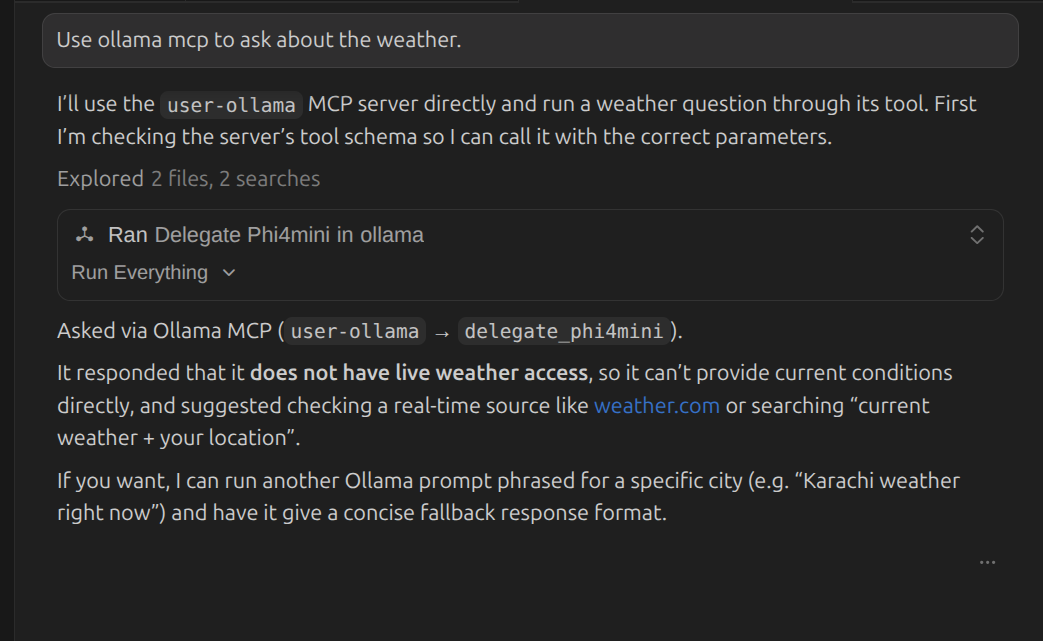 Use ollama mcp to ask about the weather.
I’ll use the user-ollama MCP server directly and run a weather question through its tool. First
I’m checking the server’s tool schema so I can call it with the correct parameters.
Explored 2 files, 2 searches
Ran Delegate Phi4mini in ollama
Run Everything
Asked via Ollama MCP (user-ollama → delegate_phi4mini).
It responded that it does not have live weather access, so it can’t provide current conditions
directly, and suggested checking a real-time source like weather.com or searching “current
weather + your location”.
If you want, I can run another Ollama prompt phrased for a specific city (e.g. “Karachi weather
right now”) and have it give a concise fallback response format.